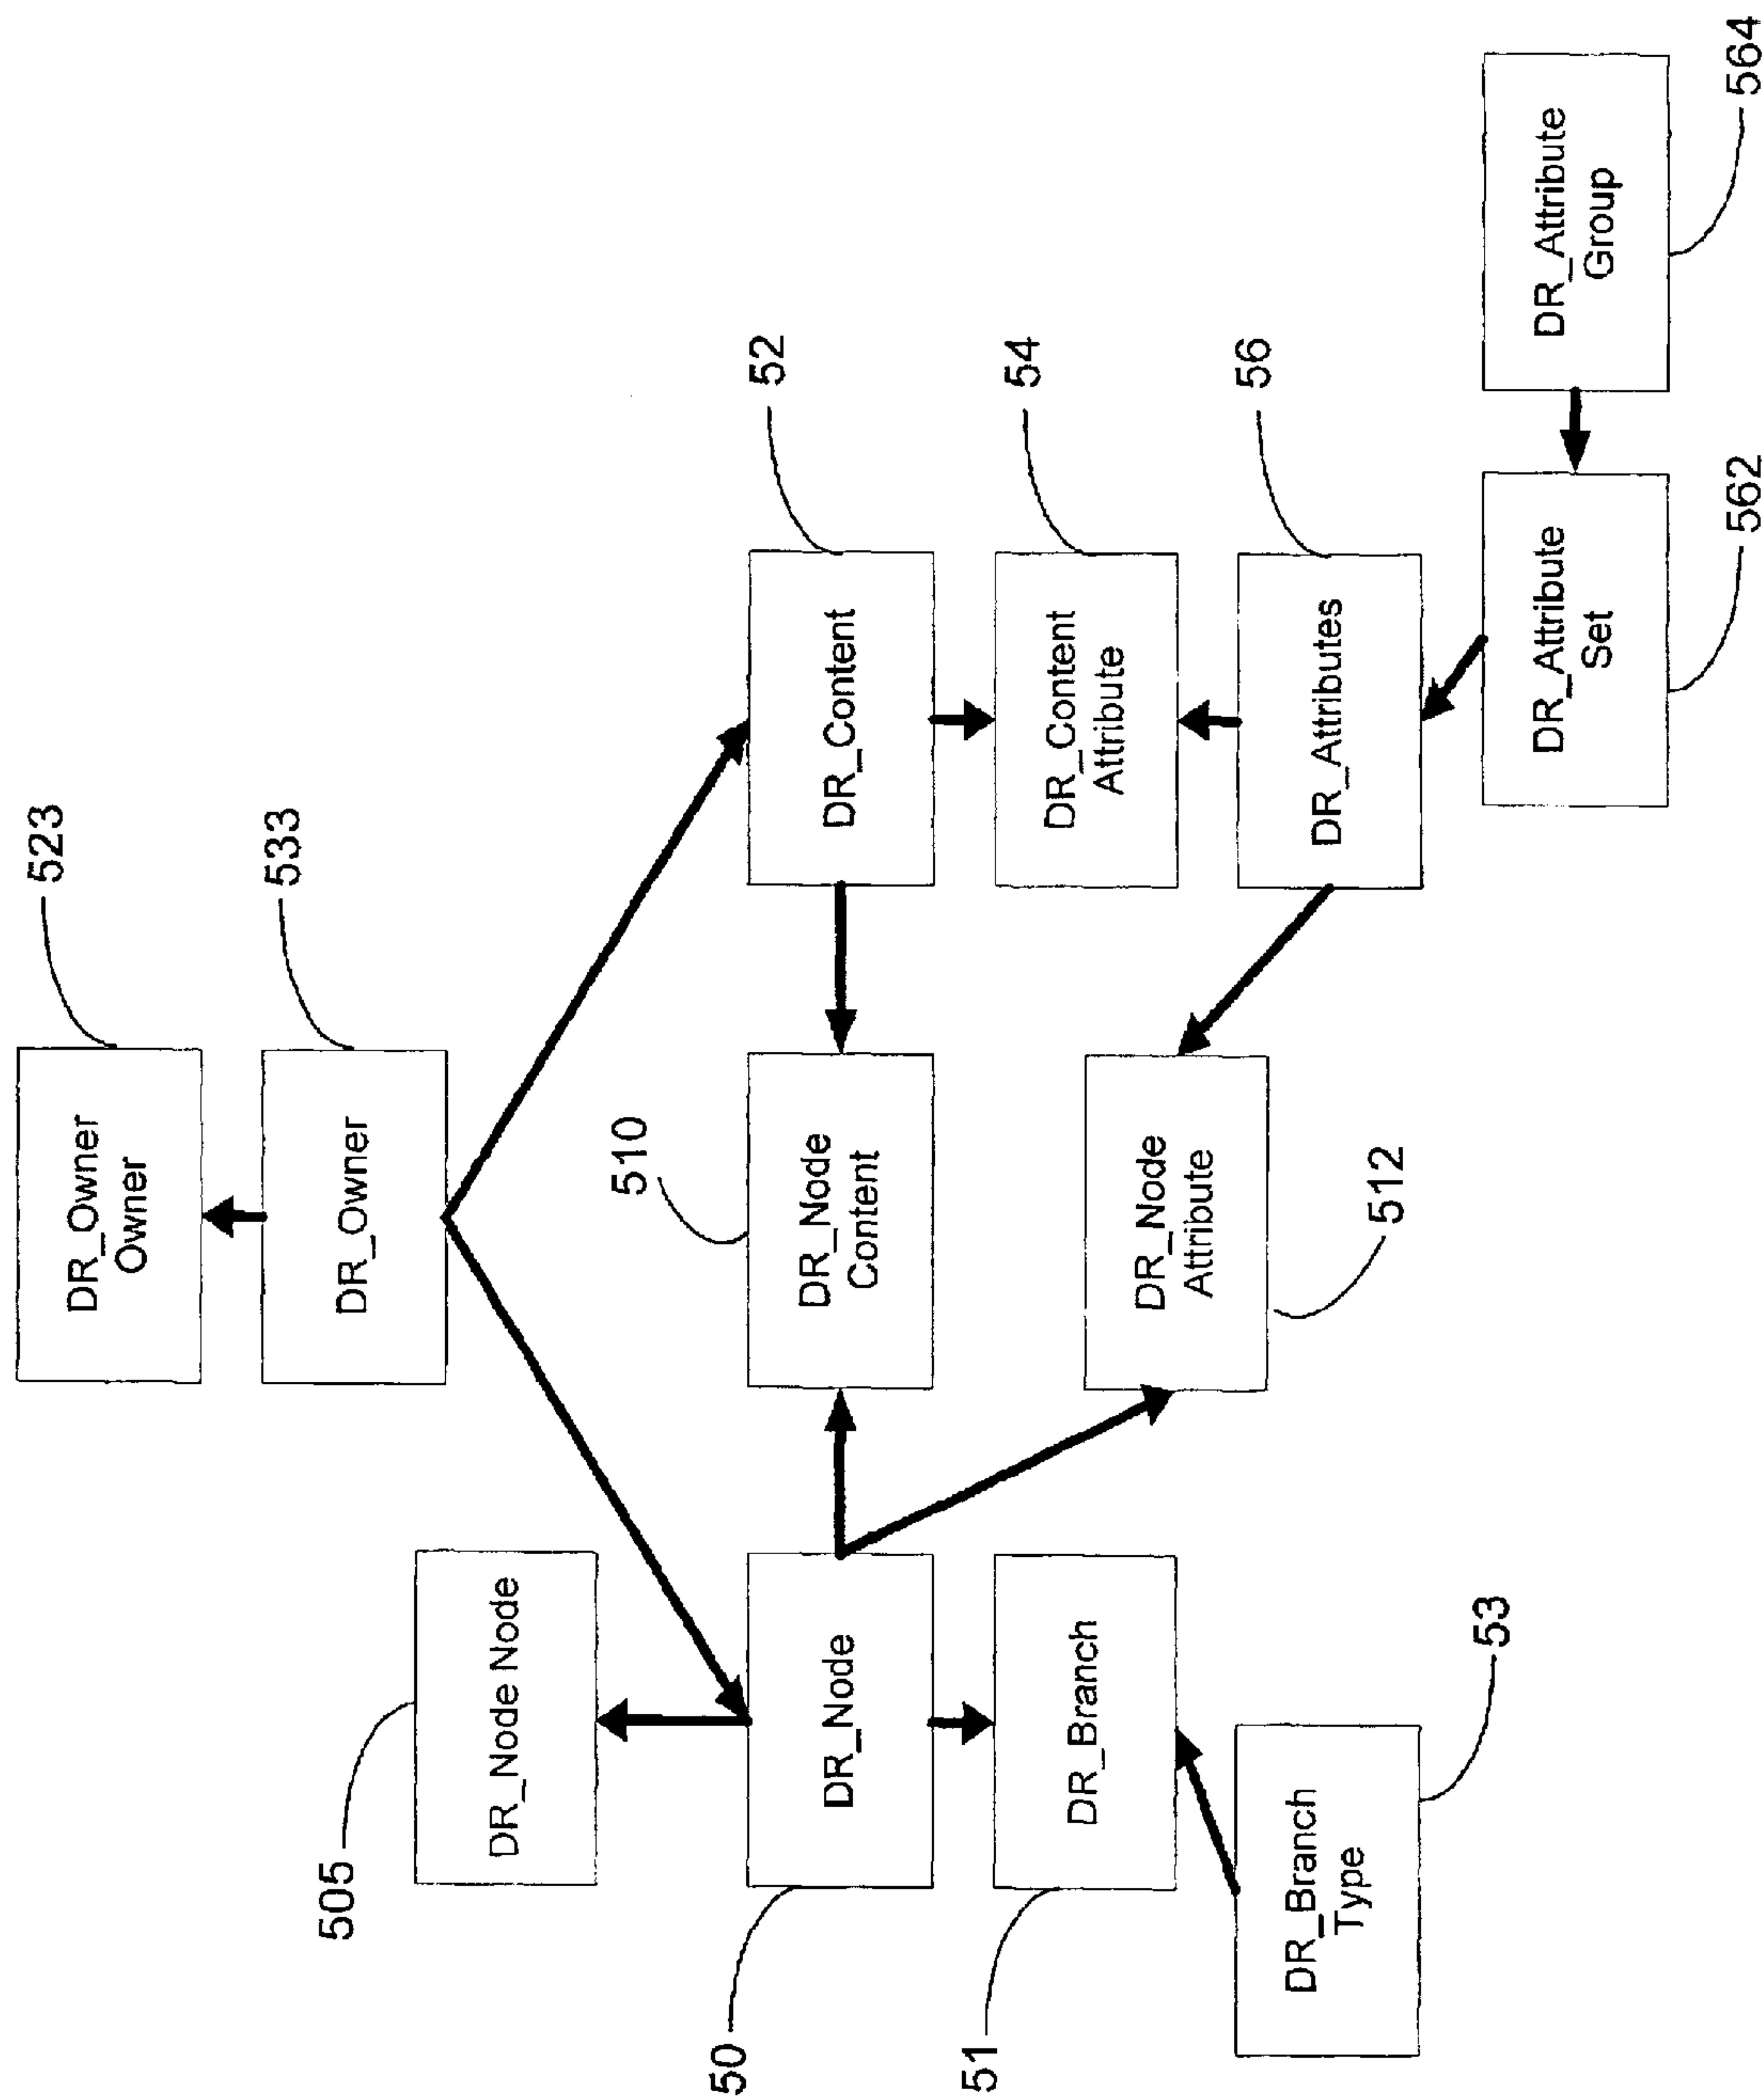 DR_Owner
Owner
523
DR_Owner
533
505
DR_Node Node
50
DR_Node
510
DR_Node
Content
DR_Content
52
51
DR_Branch
DR_Node
Attribute
512
DR_Content
Attribute
54
DR_Branch
Type
53
DR_Attributes
56
DR_Attribute
Set
562
DR_Attribute
Group
564